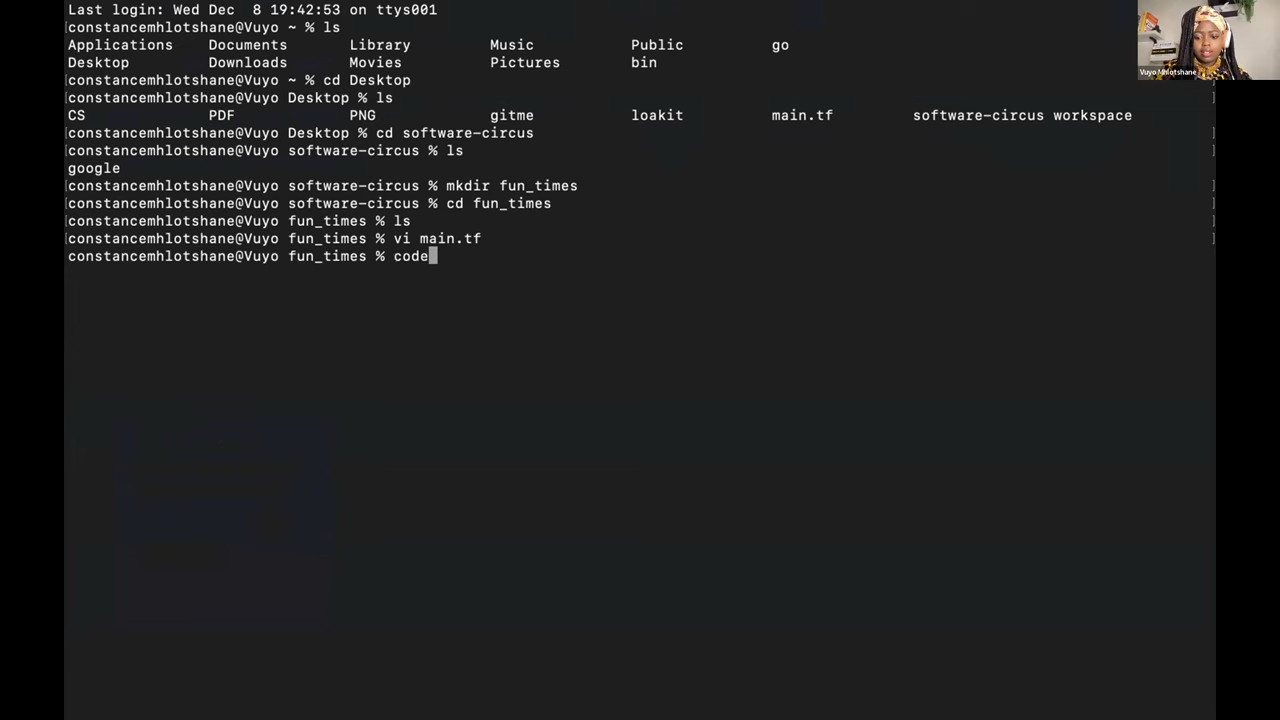 Last login: Wed Dec  8 19:42:53 on ttys001
[constancemhlotshane@Vuyo ~ % ls
Applications Documents Library Music Public go
Desktop Downloads Movies Pictures bin
[constancemhlotshane@Vuyo ~ % cd Desktop
[constancemhlotshane@Vuyo Desktop % ls ]
CS PDF PNG gitme loakit main.tf software-circus workspace
[constancemhlotshane@Vuyo Desktop % cd software-circus ]
[constancemhlotshane@Vuyo software-circus % ls ]
google
[constancemhlotshane@Vuyo software-circus % mkdir fun_times ]
[constancemhlotshane@Vuyo software-circus % cd fun_times ]
[constancemhlotshane@Vuyo fun_times % ls ]
[constancemhlotshane@Vuyo fun_times % vi main.tf ]
constancemhlotshane@Vuyo fun_times % code
Vuyo Mhlotshane